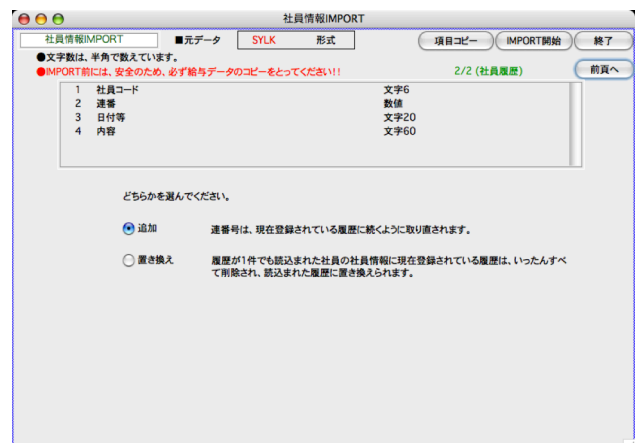 社員情報IMPORT
社員情報IMPORT ■元データ SYLK 形式 項目コピー IMPORT開始 終了
●文字数は、半角で数えています。
●IMPORT前には、安全のため、必ず給与データのコピーをとってください!! 2/2 (社員履歴) 前頁へ
1 社員コード 文字6
2 連番 数値
3 日付等 文字20
4 内容 文字60
どちらかを選んでください。
追加 連番号は、現在登録されている履歴に続くように取り直されます。
置き換え 履歴が1件でも読込まれた社員の社員情報に現在登録されている履歴は、いったんすべ
て削除され、読込まれた履歴に置き換えられます。